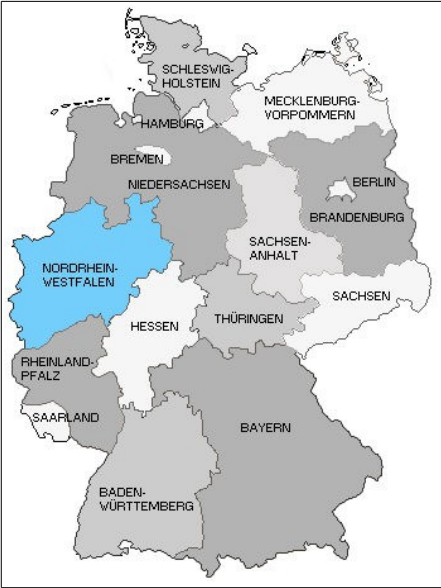 SCHLESWIG-
HOLSTEIN
MECKLENBURG-
VORPOMMERN
HAMBURG
BREMEN
NIEDERSACHSEN
BERLIN
BRANDENBURG
SACHSEN-
ANHALT
NORDRHEIN-
WESTFALEN
SACHSEN
THÜRINGEN
HESSEN
RHEINLAND-
PFALZ
SAARLAND
BAYERN
BADEN-
WÜRTTEMBERG